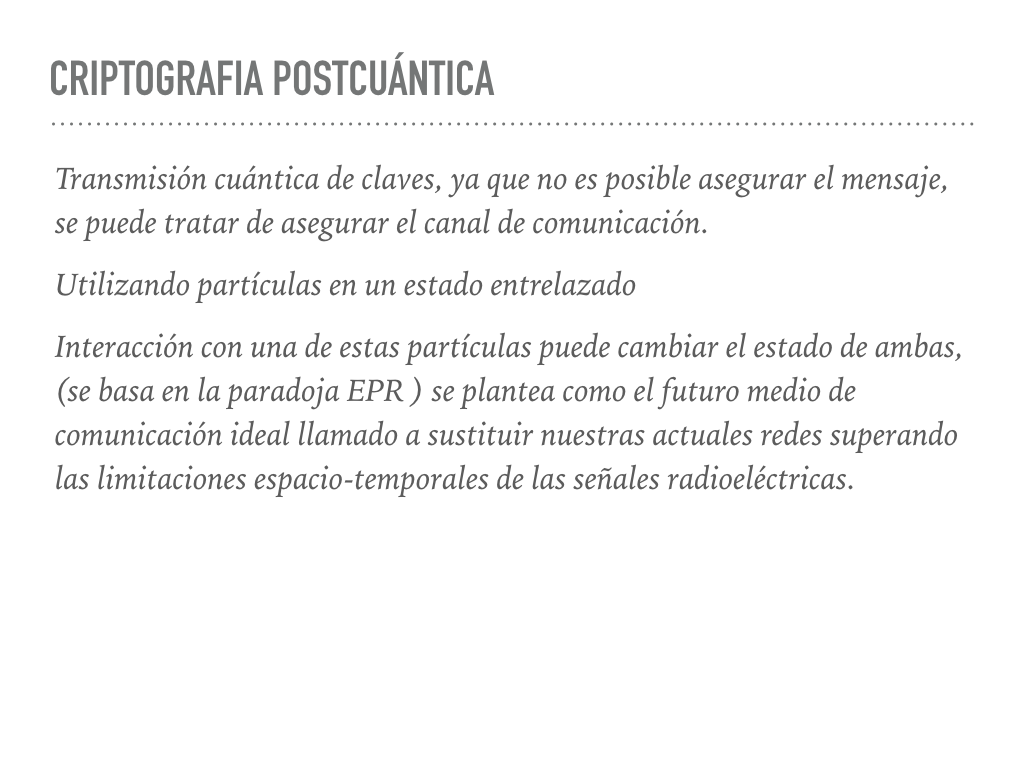 CRIPTOGRAFIA POSTCUÁNTICA
Transmisión cuántica de claves, ya que no es posible asegurar el mensaje,
se puede tratar de asegurar el canal de comunicación.
Utilizando partículas en un estado entrelazado
Interacción con una de estas partículas puede cambiar el estado de ambas,
(se basa en la paradoja EPR ) se plantea como el futuro medio de
comunicación ideal llamado a sustituir nuestras actuales redes superando
las limitaciones espacio-temporales de las señales radioeléctricas.